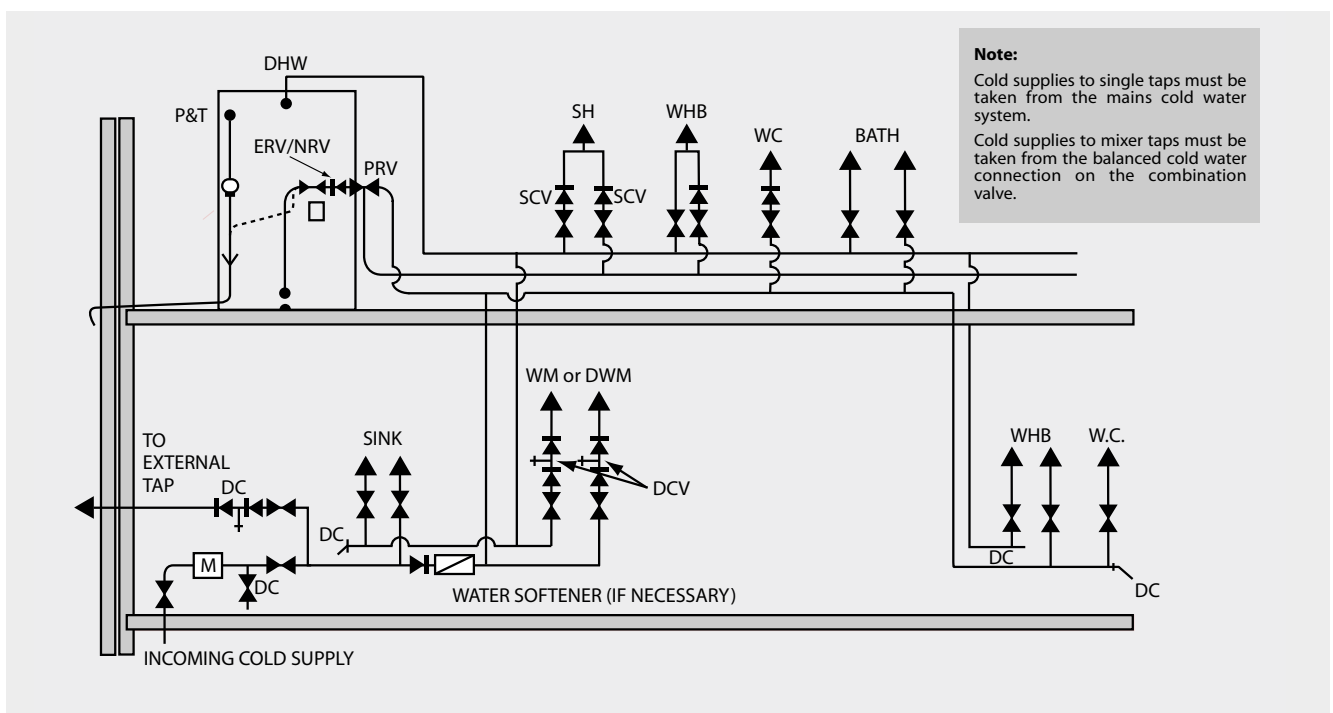 DHW
P&T
ERV/NRV
PRV
SH
WHB
WC
BATH
SCV
SCV
Note:
Cold supplies to single taps must be
taken from the mains cold water
system.
Cold supplies to mixer taps must be
taken from the balanced cold water
connection on the combination
valve.
WM or DWM
SINK
TO
EXTERNAL
TAP
DC
DCV
WHB
W.C.
DC
M
DC
DC
DC
WATER SOFTENER (IF NECESSARY)
INCOMING COLD SUPPLY